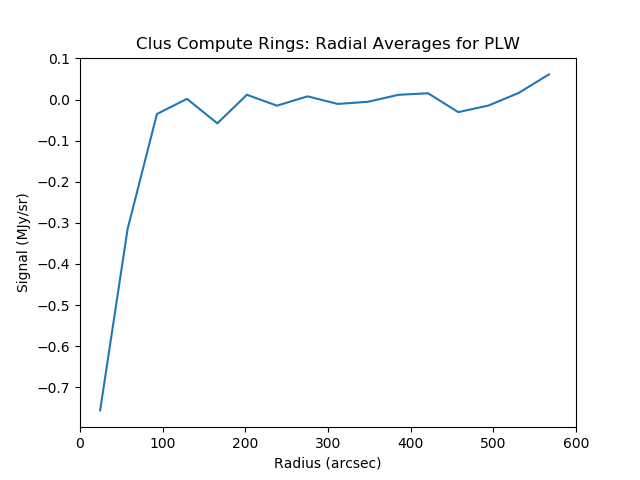 Clus Compute Rings: Radial Averages for PLW
0.1
0.0
−0.1
−0.2
−0.3
−0.4
−0.5
−0.6
−0.7
Signal (MJy/sr)
0 100 200 300 400 500 600
Radius (arcsec)